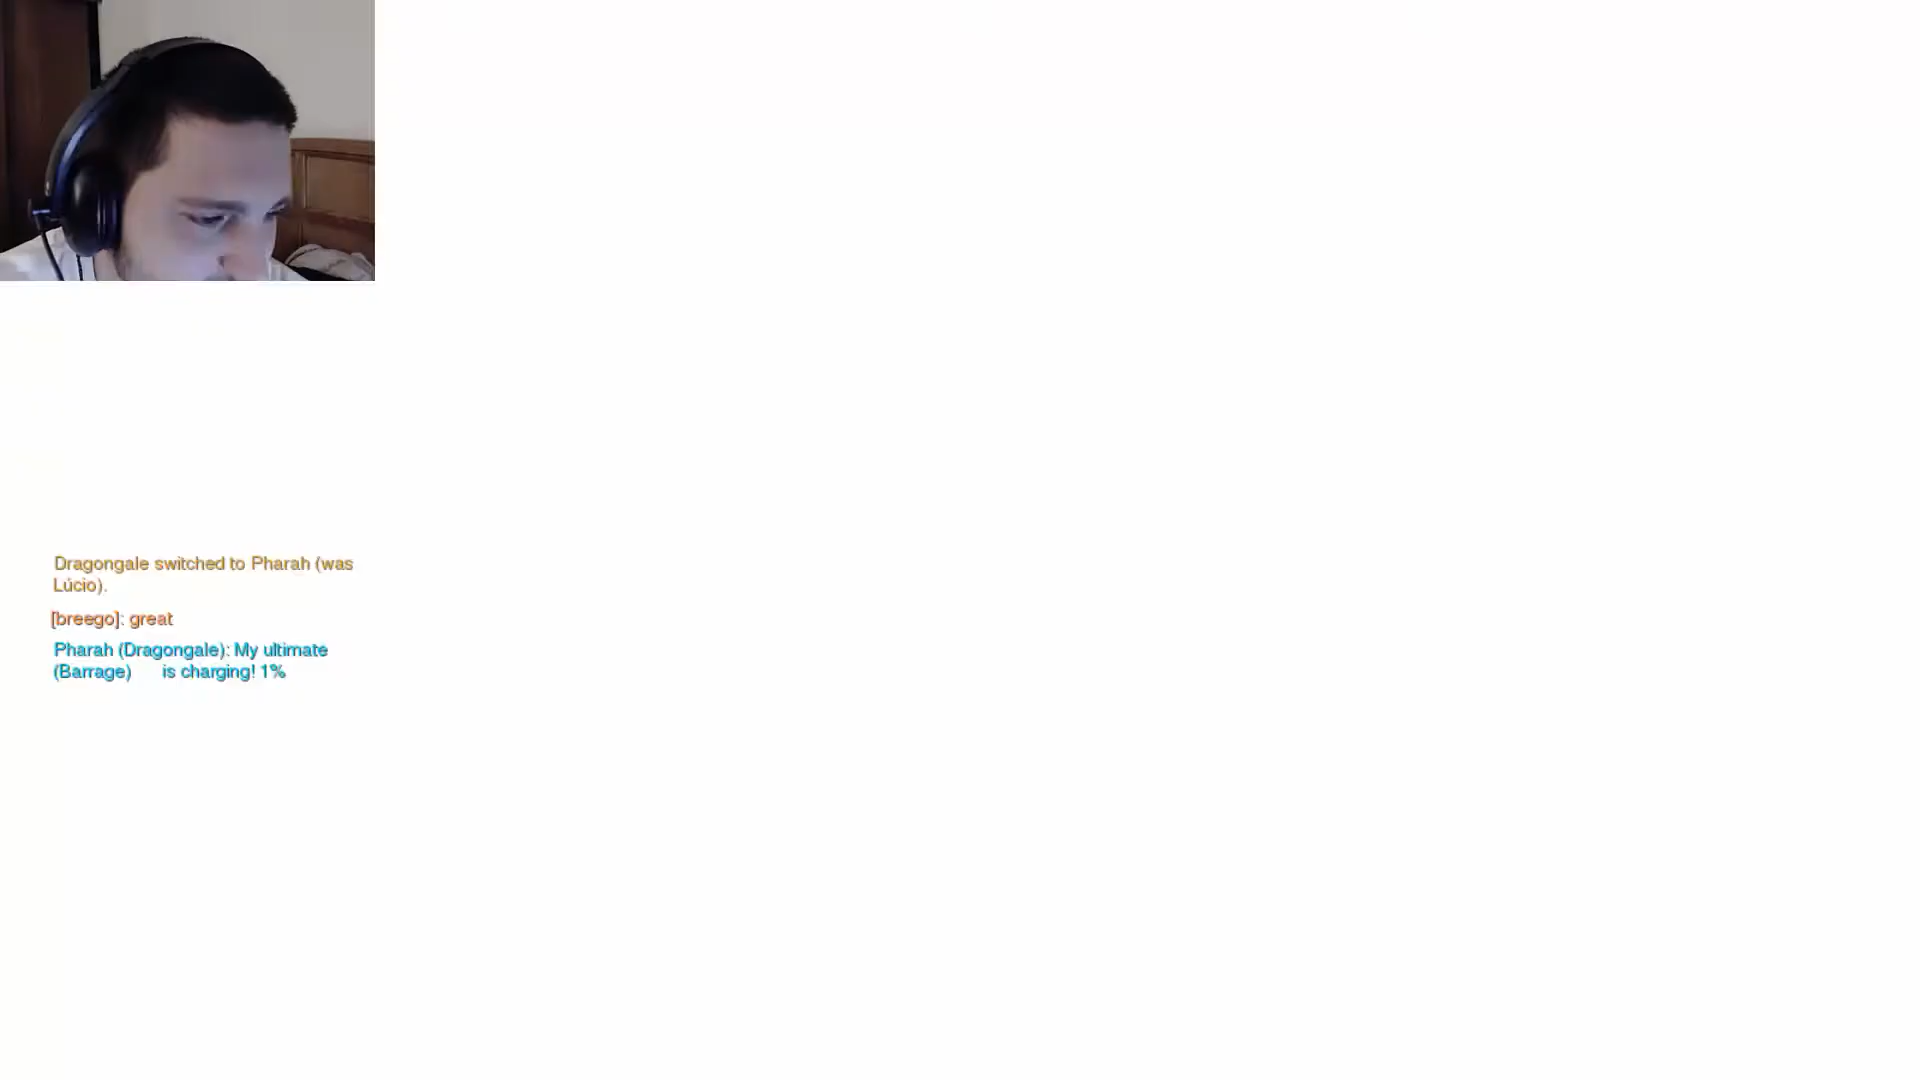 Dragongale switched to Pharah (was
Lúcio).
[breego]: great
Pharah (Dragongale): My ultimate
(Barrage) is charging! 1%